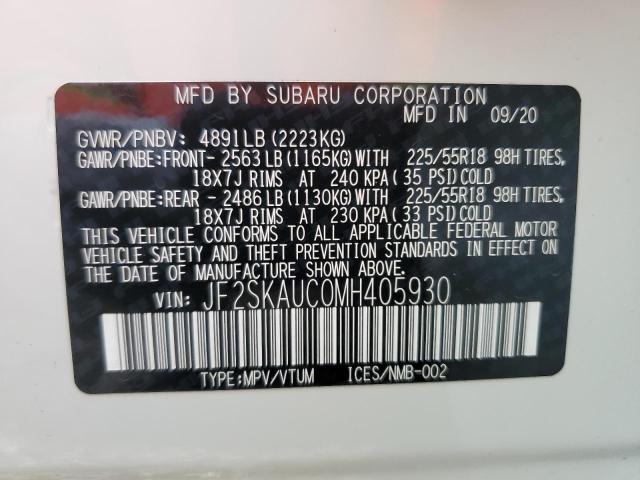 MFD BY SUBARU CORPORATION
MFD IN 09/20
GVWR/PNBV: 4891LB (2223KG)
GAWR/PNBE:FRONT- 2563LB (1165KG) WITH 225/55R18 98H TIRES,
18X7J RIMS AT 240 KPA (35 PSI) COLD
GAWR/PNBE:REAR - 2486LB (1130KG) WITH 225/55R18 98H TIRES,
18X7J RIMS AT 230 KPA (33 PSI) COLD
THIS VEHICLE CONFORMS TO ALL APPLICABLE FEDERAL MOTOR
VEHICLE SAFETY AND THEFT PREVENTION STANDARDS IN EFFECT ON
THE DATE OF MANUFACTURE SHOWN ABOVE.
VIN: JF2SKAUC0MH405930
TYPE:MPV/VTUM ICES/NMB-002